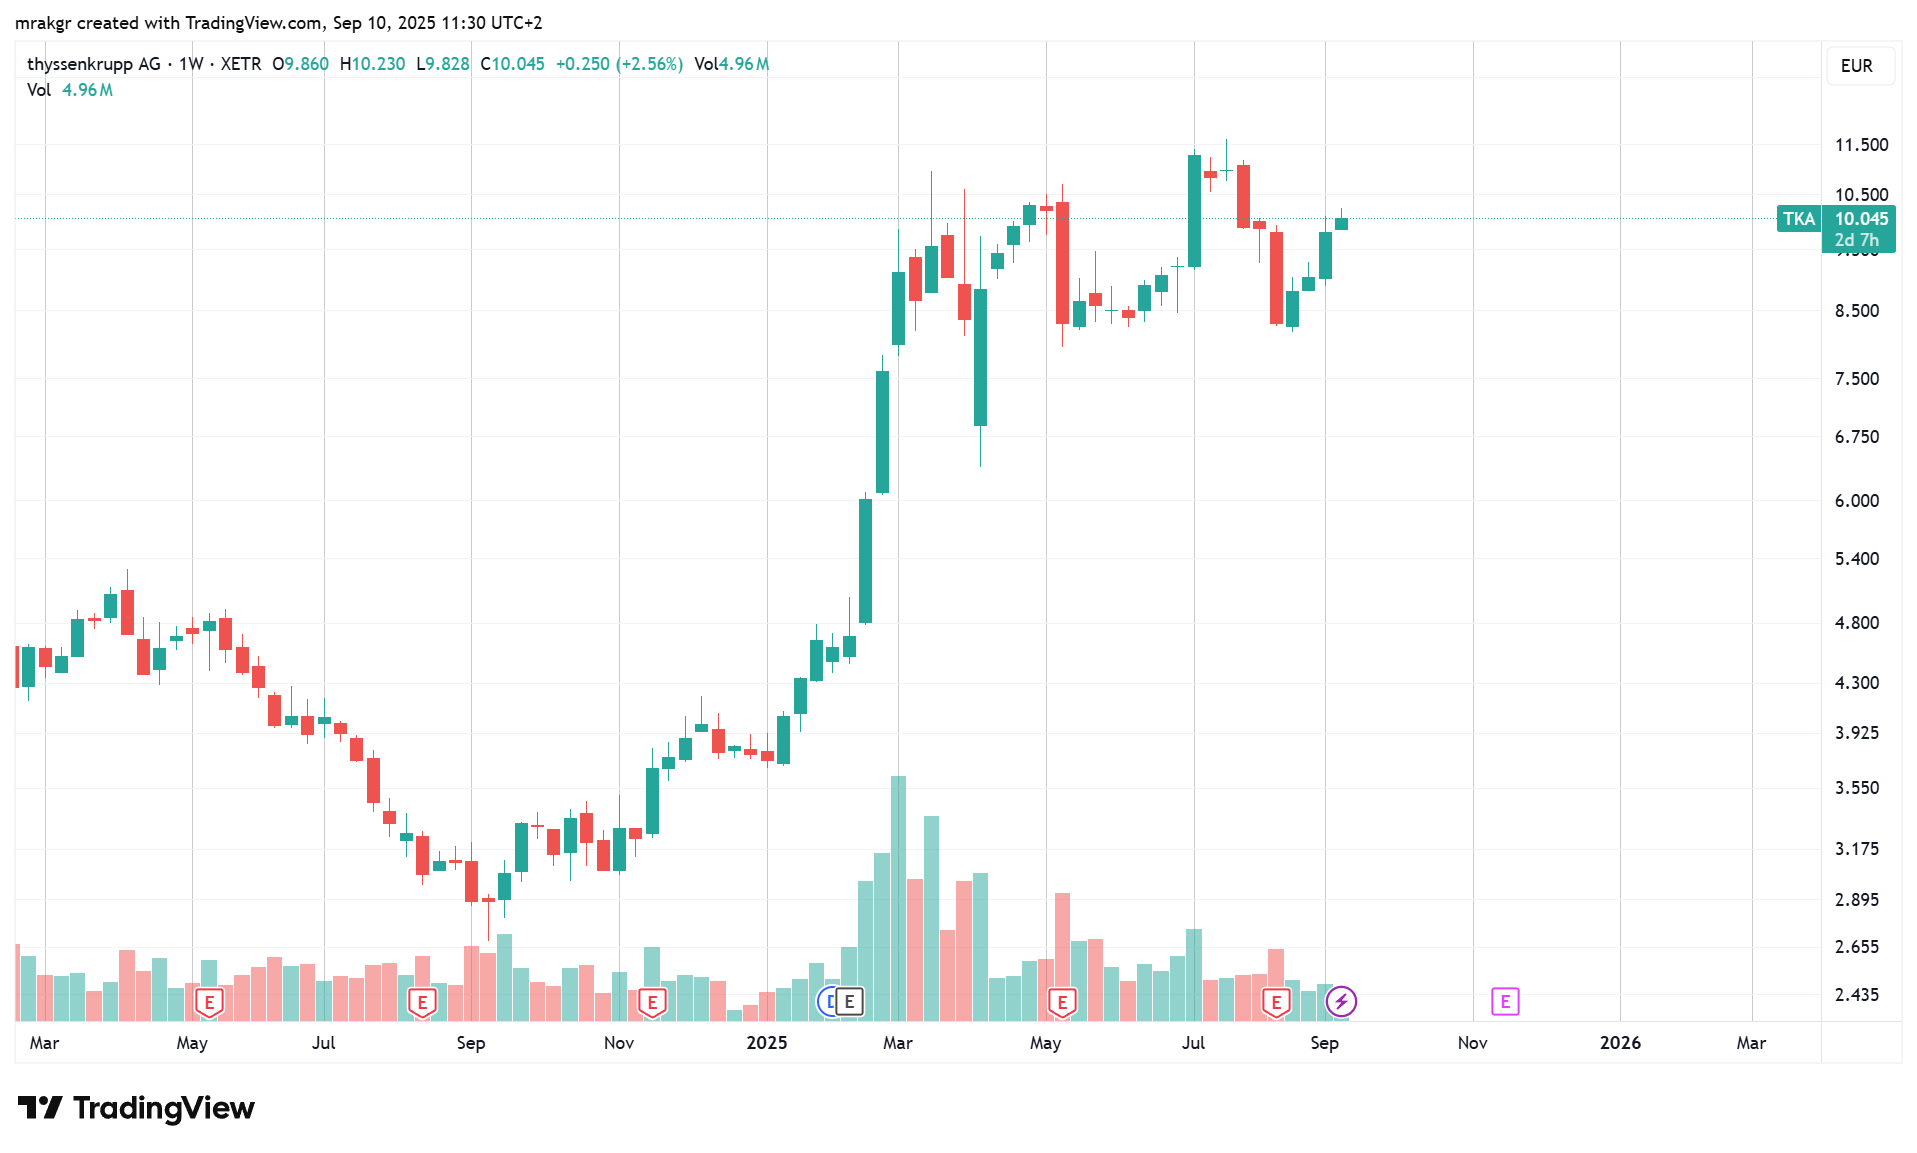 mrakgr created with TradingView.com, Sep 10, 2025 11:30 UTC+2
thyssenkrupp AG · 1W · XETR O9.860 H10.230 L9.828 C10.045 +0.250 (+2.56%) Vol4.96 M
Vol 4.96 M
EUR
11.500
10.500
TKA 10.045
2d 7h
8.500
7.500
6.750
6.000
5.400
4.800
4.300
3.925
3.550
3.175
2.895
2.655
2.435
E E E D E E E E
Mar May Jul Sep Nov 2025 Mar May Jul Sep Nov 2026 Mar
TradingView